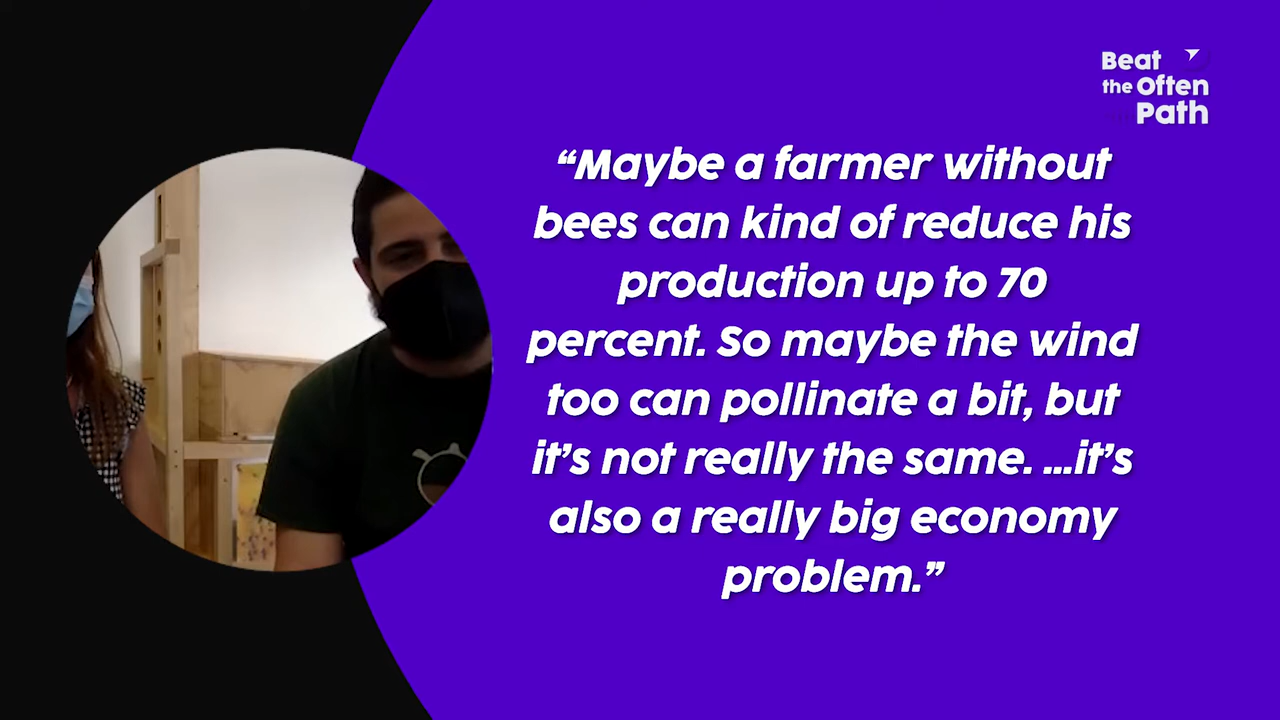 Beat
the Often
Path
“Maybe a farmer without
bees can kind of reduce his
production up to 70
percent. So maybe the wind
too can pollinate a bit, but
it’s not really the same. ...it’s
also a really big economy
problem.”